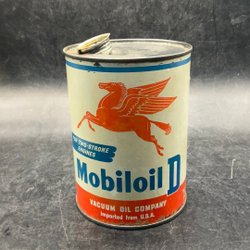 FOR TWO-STROKE
ENGINES
Mobiloil D
VACUUM OIL COMPANY
Imported from U.S.A.